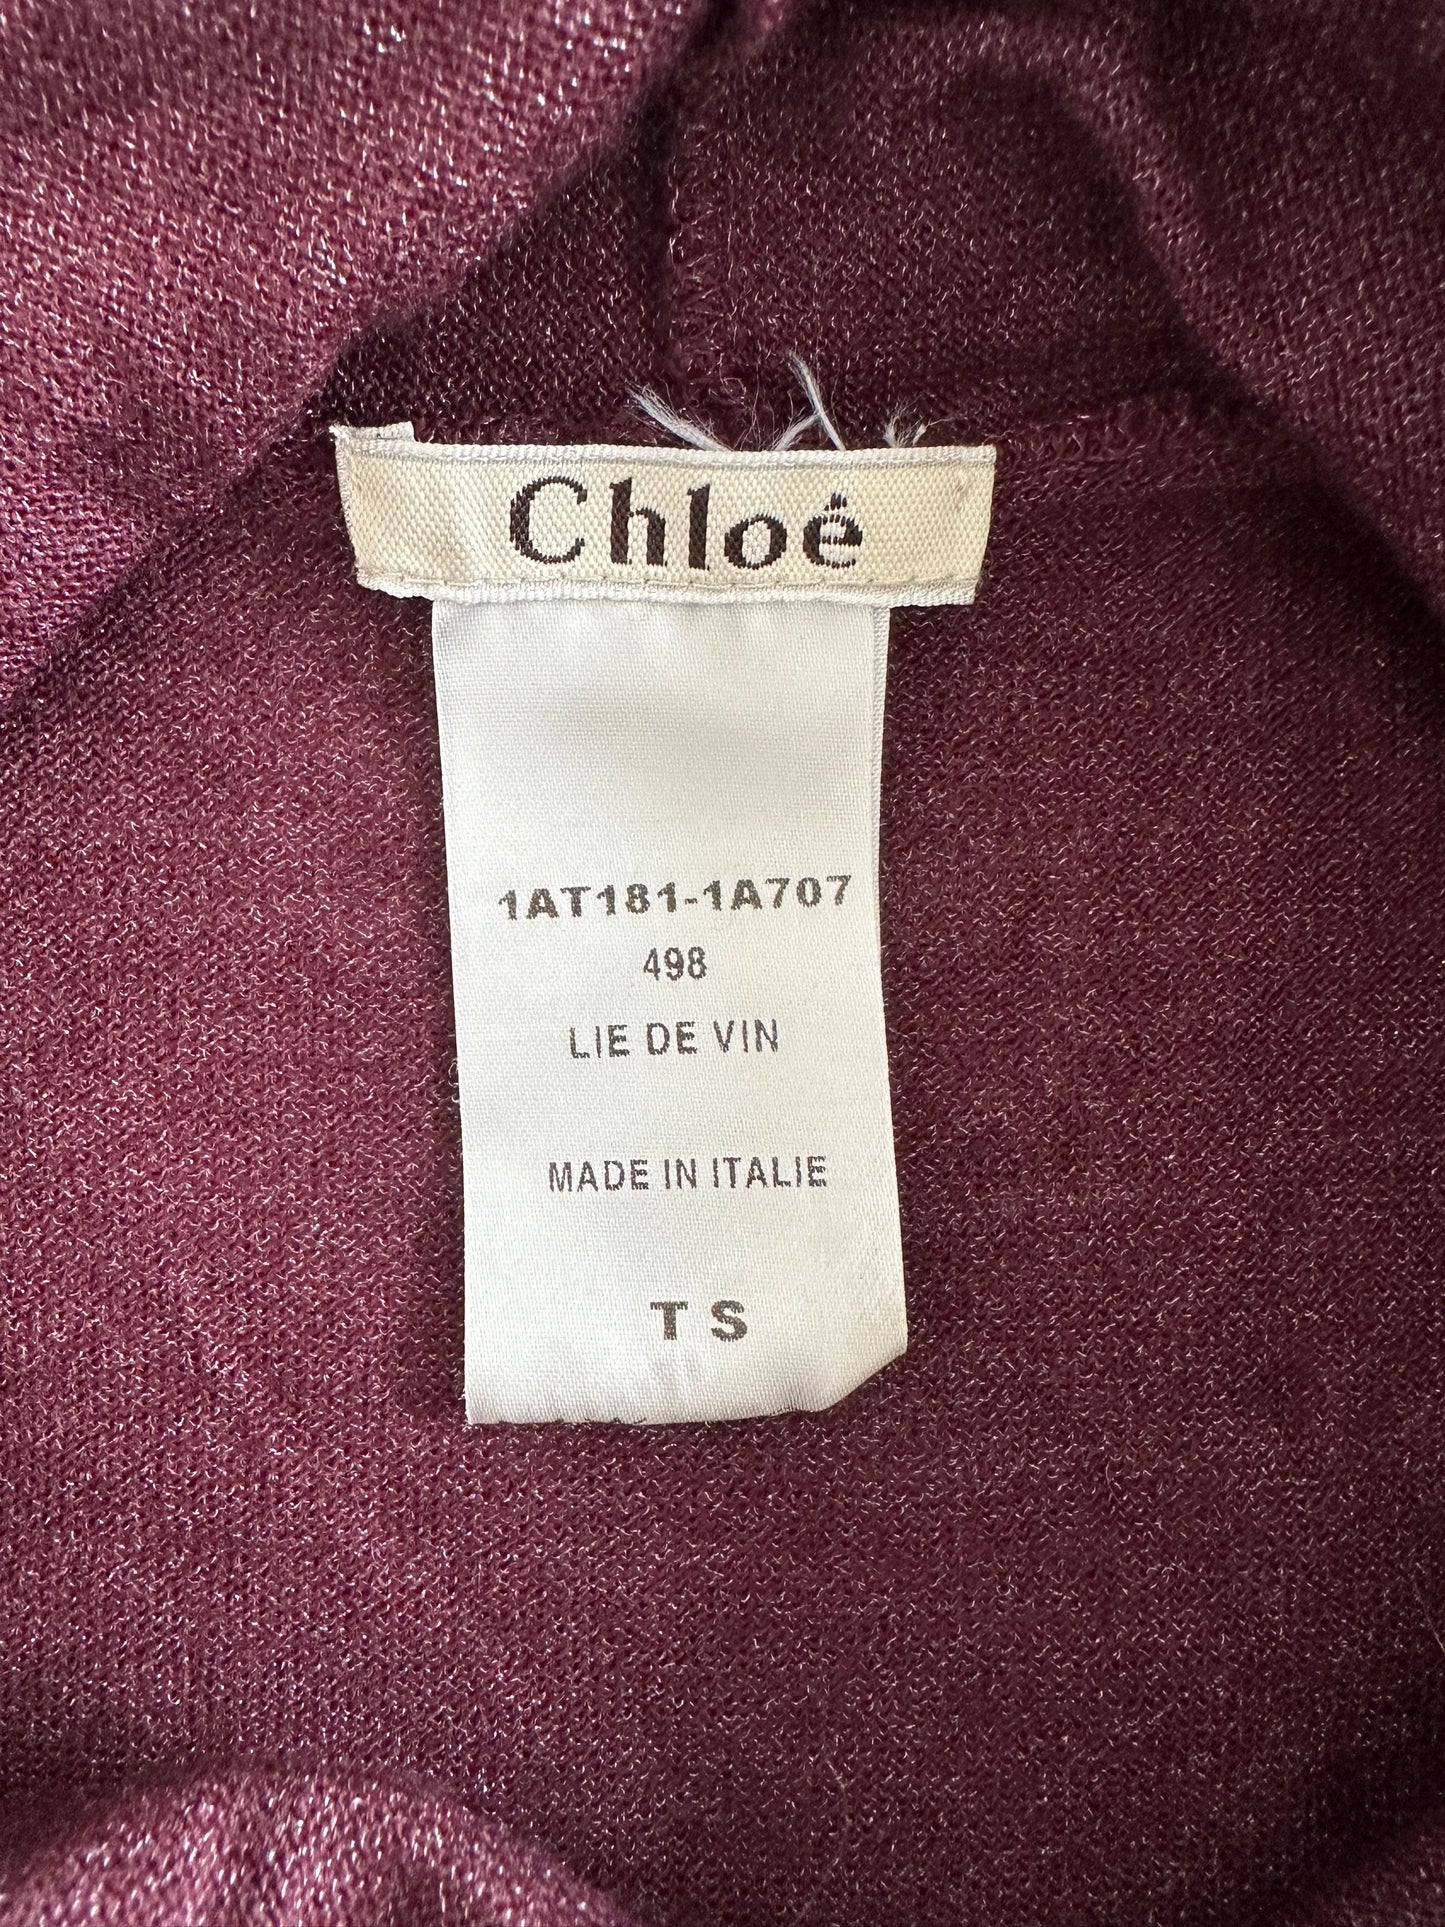 Chloé
1AT181-1A707
498
LIE DE VIN
MADE IN ITALIE
T S